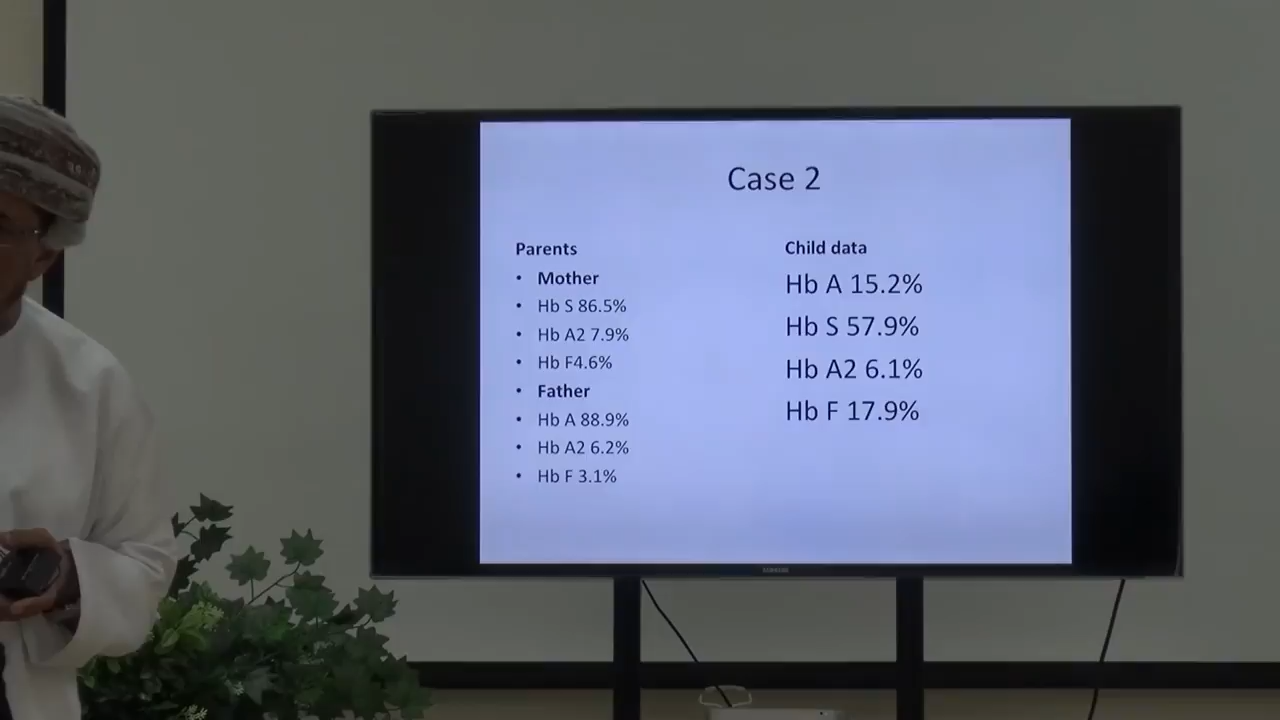 Case 2
Parents
• Mother
• Hb S 86.5%
• Hb A2 7.9%
• Hb F4.6%
• Father
• Hb A 88.9%
• Hb A2 6.2%
• Hb F 3.1%
Child data
Hb A 15.2%
Hb S 57.9%
Hb A2 6.1%
Hb F 17.9%
SAMSUNG